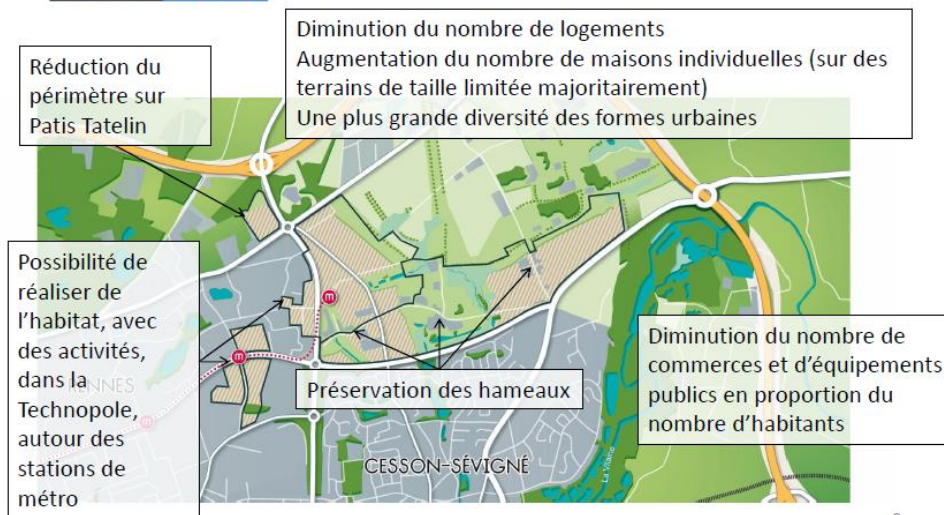 Diminution du nombre de logements
Augmentation du nombre de maisons individuelles (sur des
terrains de taille limitée majoritairement)
Une plus grande diversité des formes urbaines
Réduction du
périmètre sur
Patis Tatelin
Possibilité de
réaliser de
l'habitat, avec
des activités,
dans la
Technopole,
autour des
stations de
métro
m
m
m
Préservation des hameaux
Diminution du nombre de
commerces et d'équipements
publics en proportion du
nombre d'habitants
CESSON-SÉVIGNÉ
La Vilaine